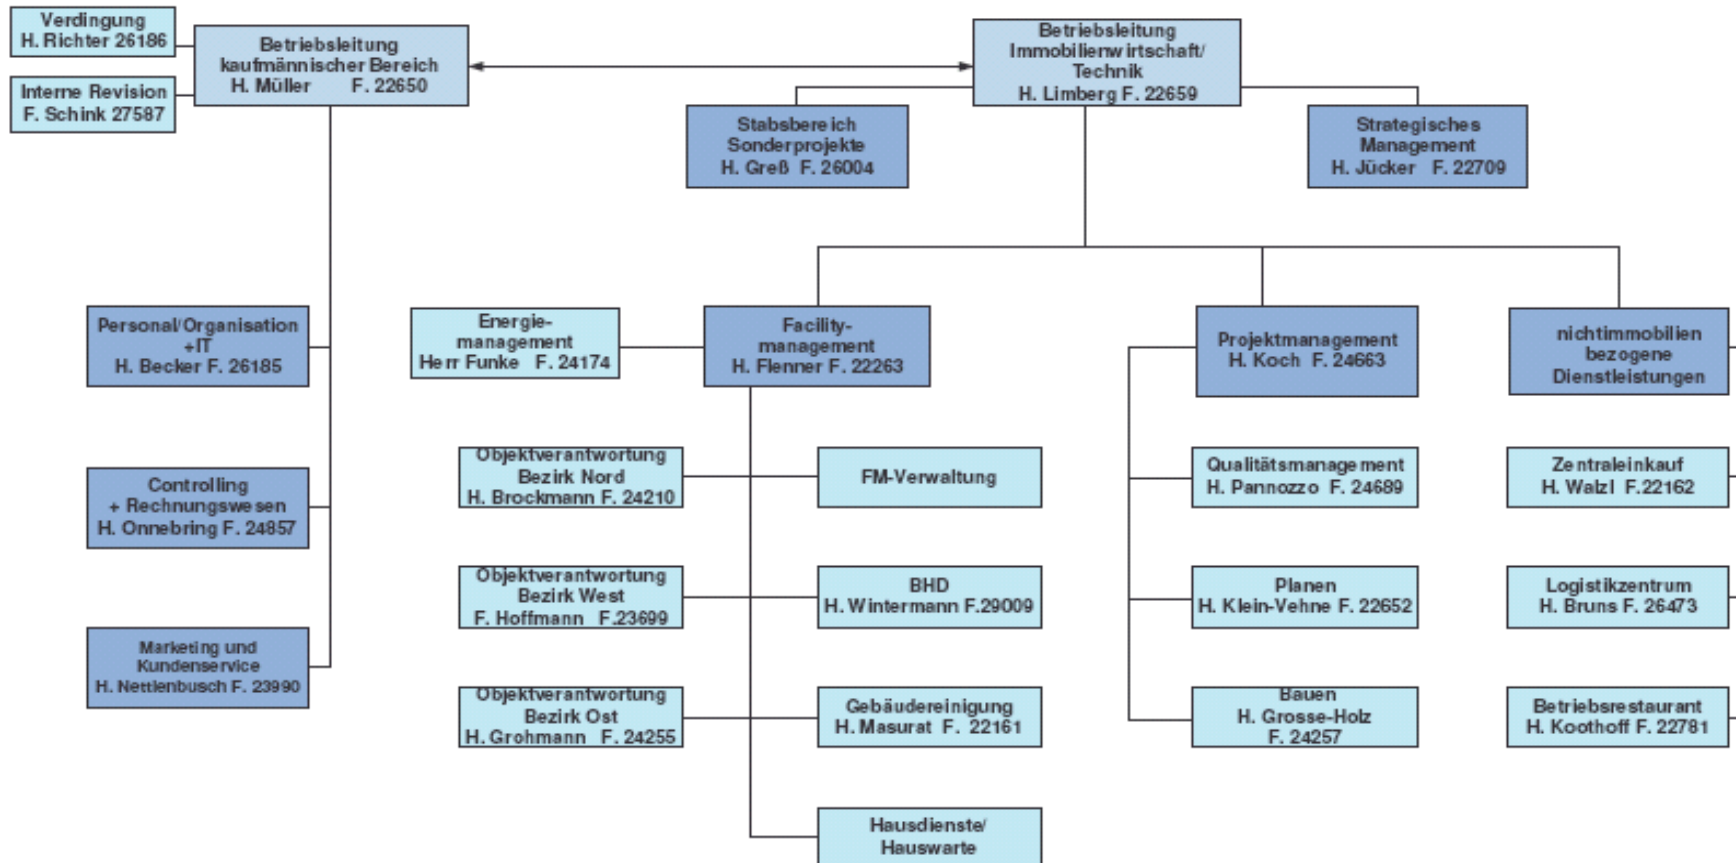 Verdingung
H. Richter 26186
Interne Revision
F. Schink 27587
Betriebsleitung
kaufmännischer Bereich
H. Müller F. 22650
Betriebsleitung
Immobilienwirtschaft/
Technik
H. Limberg F. 22659
Stabsbereich
Sonderprojekte
H. Greß F. 26004
Strategisches
Management
H. Jücker F. 22709
Personal/Organisation
+IT
H. Becker F. 26185
Energie-
management
Herr Funke F. 24174
Facility-
management
H. Flenner F. 22263
Projektmanagement
H. Koch F. 24663
nichtimmobilien
bezogene
Dienstleistungen
Controlling
+ Rechnungswesen
H. Onnebring F. 24857
Objektverantwortung
Bezirk Nord
H. Brockmann F. 24210
FM-Verwaltung
Qualitätsmanagement
H. Pannozzo F. 24689
Zentraleinkauf
H. Walzl F.22162
Objektverantwortung
Bezirk West
F. Hoffmann F.23699
BHD
H. Wintermann F.29009
Planen
H. Klein-Vehne F. 22652
Logistikzentrum
H. Bruns F. 26473
Marketing und
Kundenservice
H. Nettlenbusch F. 23990
Objektverantwortung
Bezirk Ost
H. Grohmann F. 24255
Gebäudereinigung
H. Masurat F. 22161
Bauen
H. Grosse-Holz
F. 24257
Betriebsrestaurant
H. Koothoff F. 22781
Hausdienste/
Hauswarte